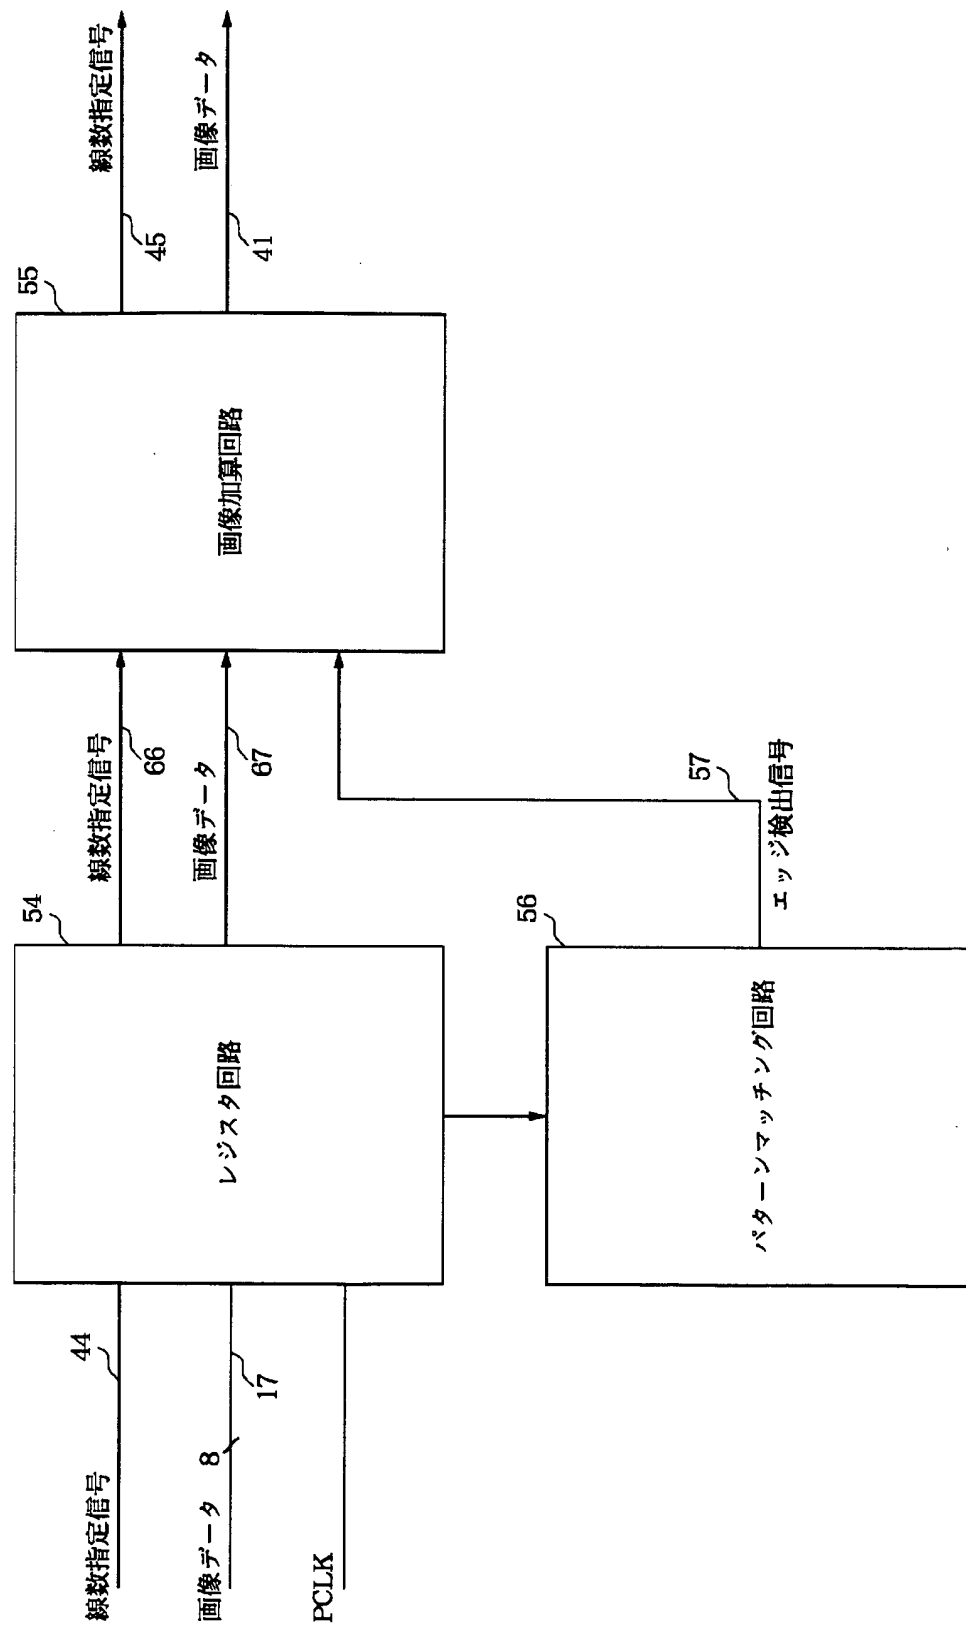 線数指定信号
44
画像データ
8
17
PCLK
54
レジスタ回路
線数指定信号
66
画像データ
67
55
画像加算回路
線数指定信号
45
画像データ
41
56
パターンマッチング回路
57
エッジ検出信号